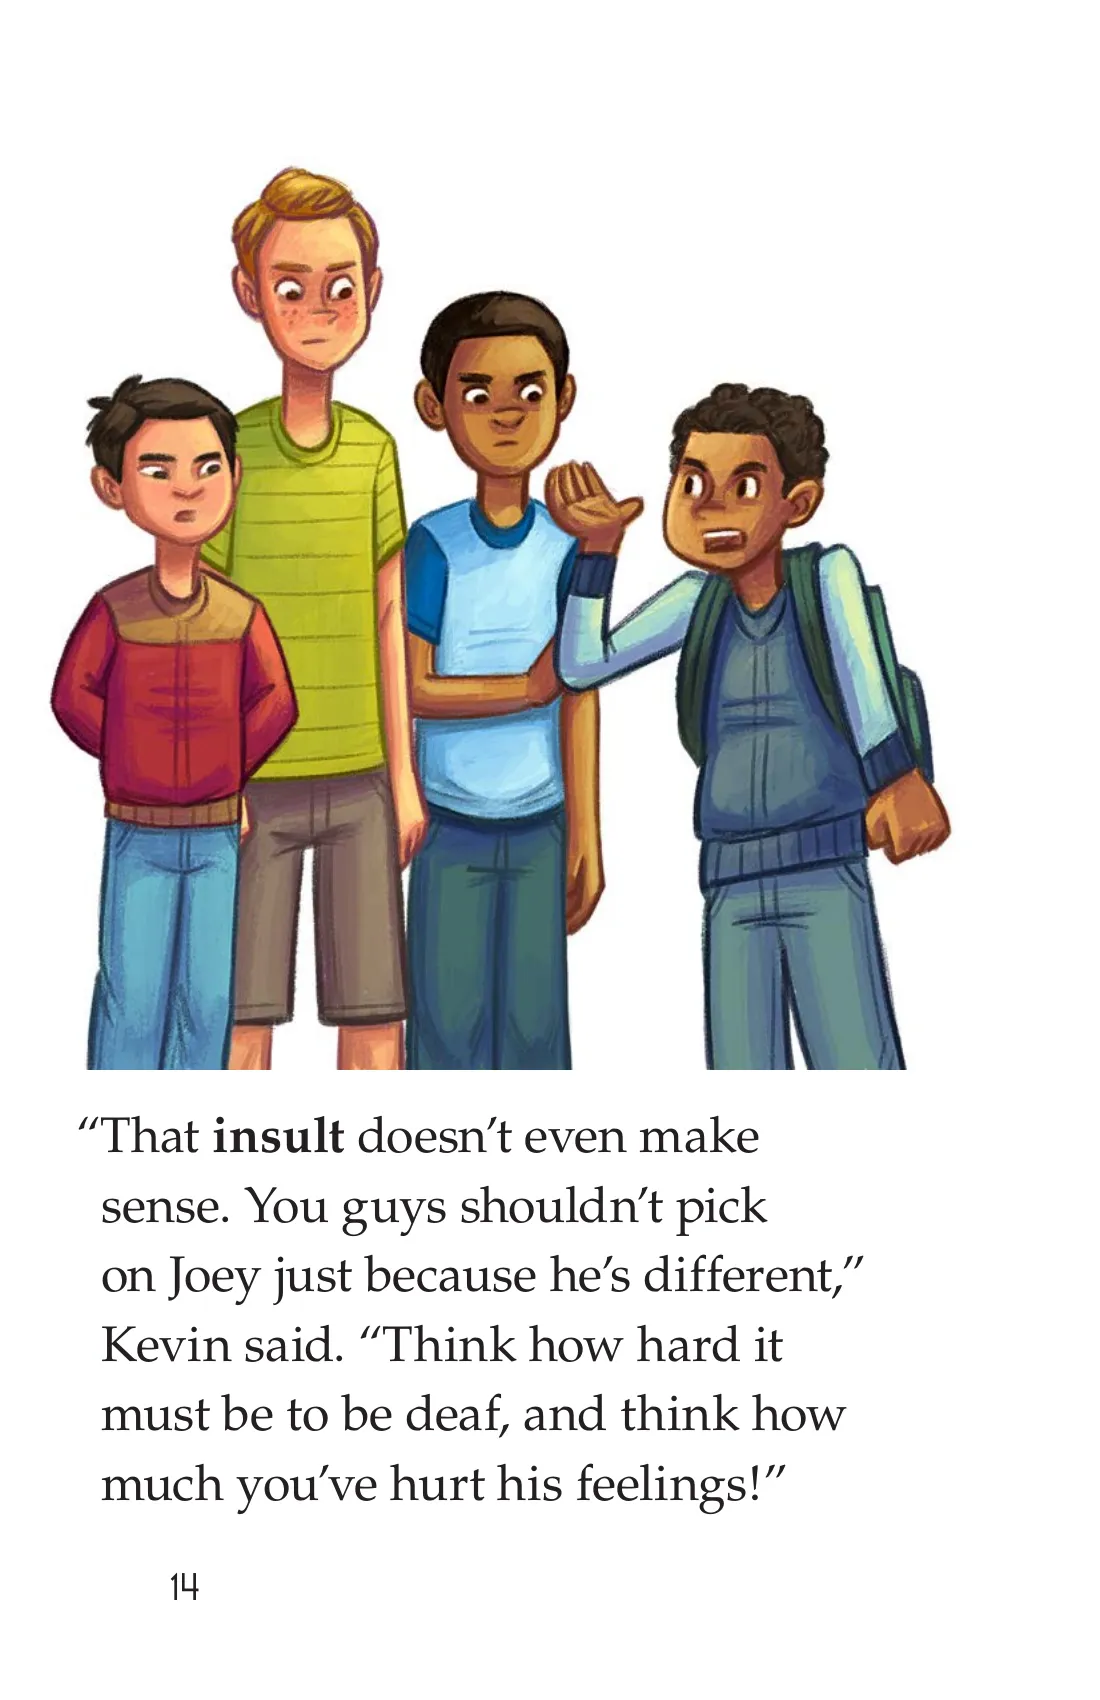 “That insult doesn’t even make
sense. You guys shouldn’t pick
on Joey just because he’s different,”
Kevin said. “Think how hard it
must be to be deaf, and think how
much you’ve hurt his feelings!”
14